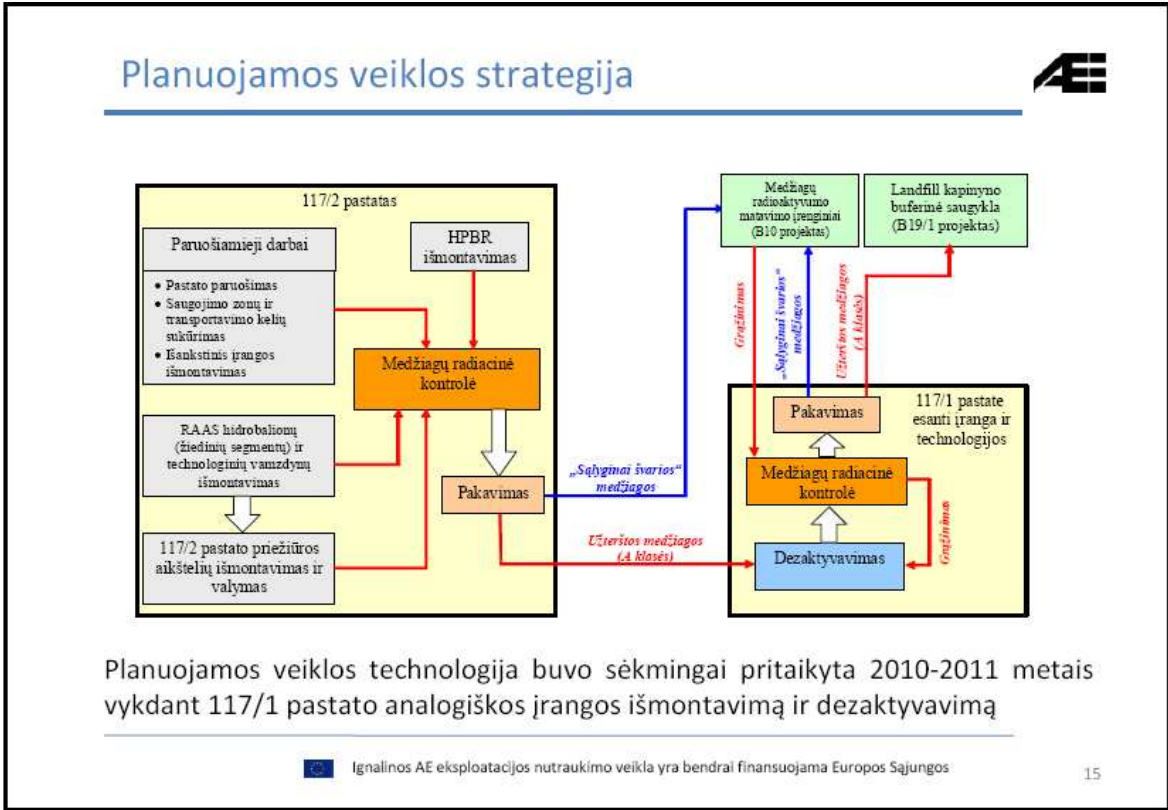 Planuojamos veiklos strategija
117/2 pastatas
Paruošiamieji darbai
• Pastato paruošimas
• Saugojimo zonų ir
transportavimo kelių
sukūrimas
• Išankstinis įrangos
išmontavimas
HPBR
išmontavimas
Medžiagų radiacinė
kontrolė
RAAS hidrobalionų
(žiedinių segmentų) ir
technologinių vamzdynų
išmontavimas
Pakavimas
117/2 pastato priežiūros
aikštelių išmontavimas ir
valymas
„Sąlyginai švarios“
medžiagos
Užterštos medžiagos
(A klasės)
Medžiagų
radioaktyvumo
matavimo įrenginiai
(B10 projektas)
Landfill kapinyno
buferinė saugykla
(B19/1 projektas)
Grąžinimas
„Sąlyginai švarios“
medžiagos
Užterštos medžiagos
(A klasės)
117/1 pastate
esanti įranga ir
technologijos
Pakavimas
Medžiagų radiacinė
kontrolė
Grąžinimas
Dezaktyvavimas
Planuojamos veiklos technologija buvo sėkmingai pritaikyta 2010-2011 metais
vykdant 117/1 pastato analogiškos įrangos išmontavimą ir dezaktyvavimą
Ignalinos AE eksploatacijos nutraukimo veikla yra bendrai finansuojama Europos Sąjungos
15